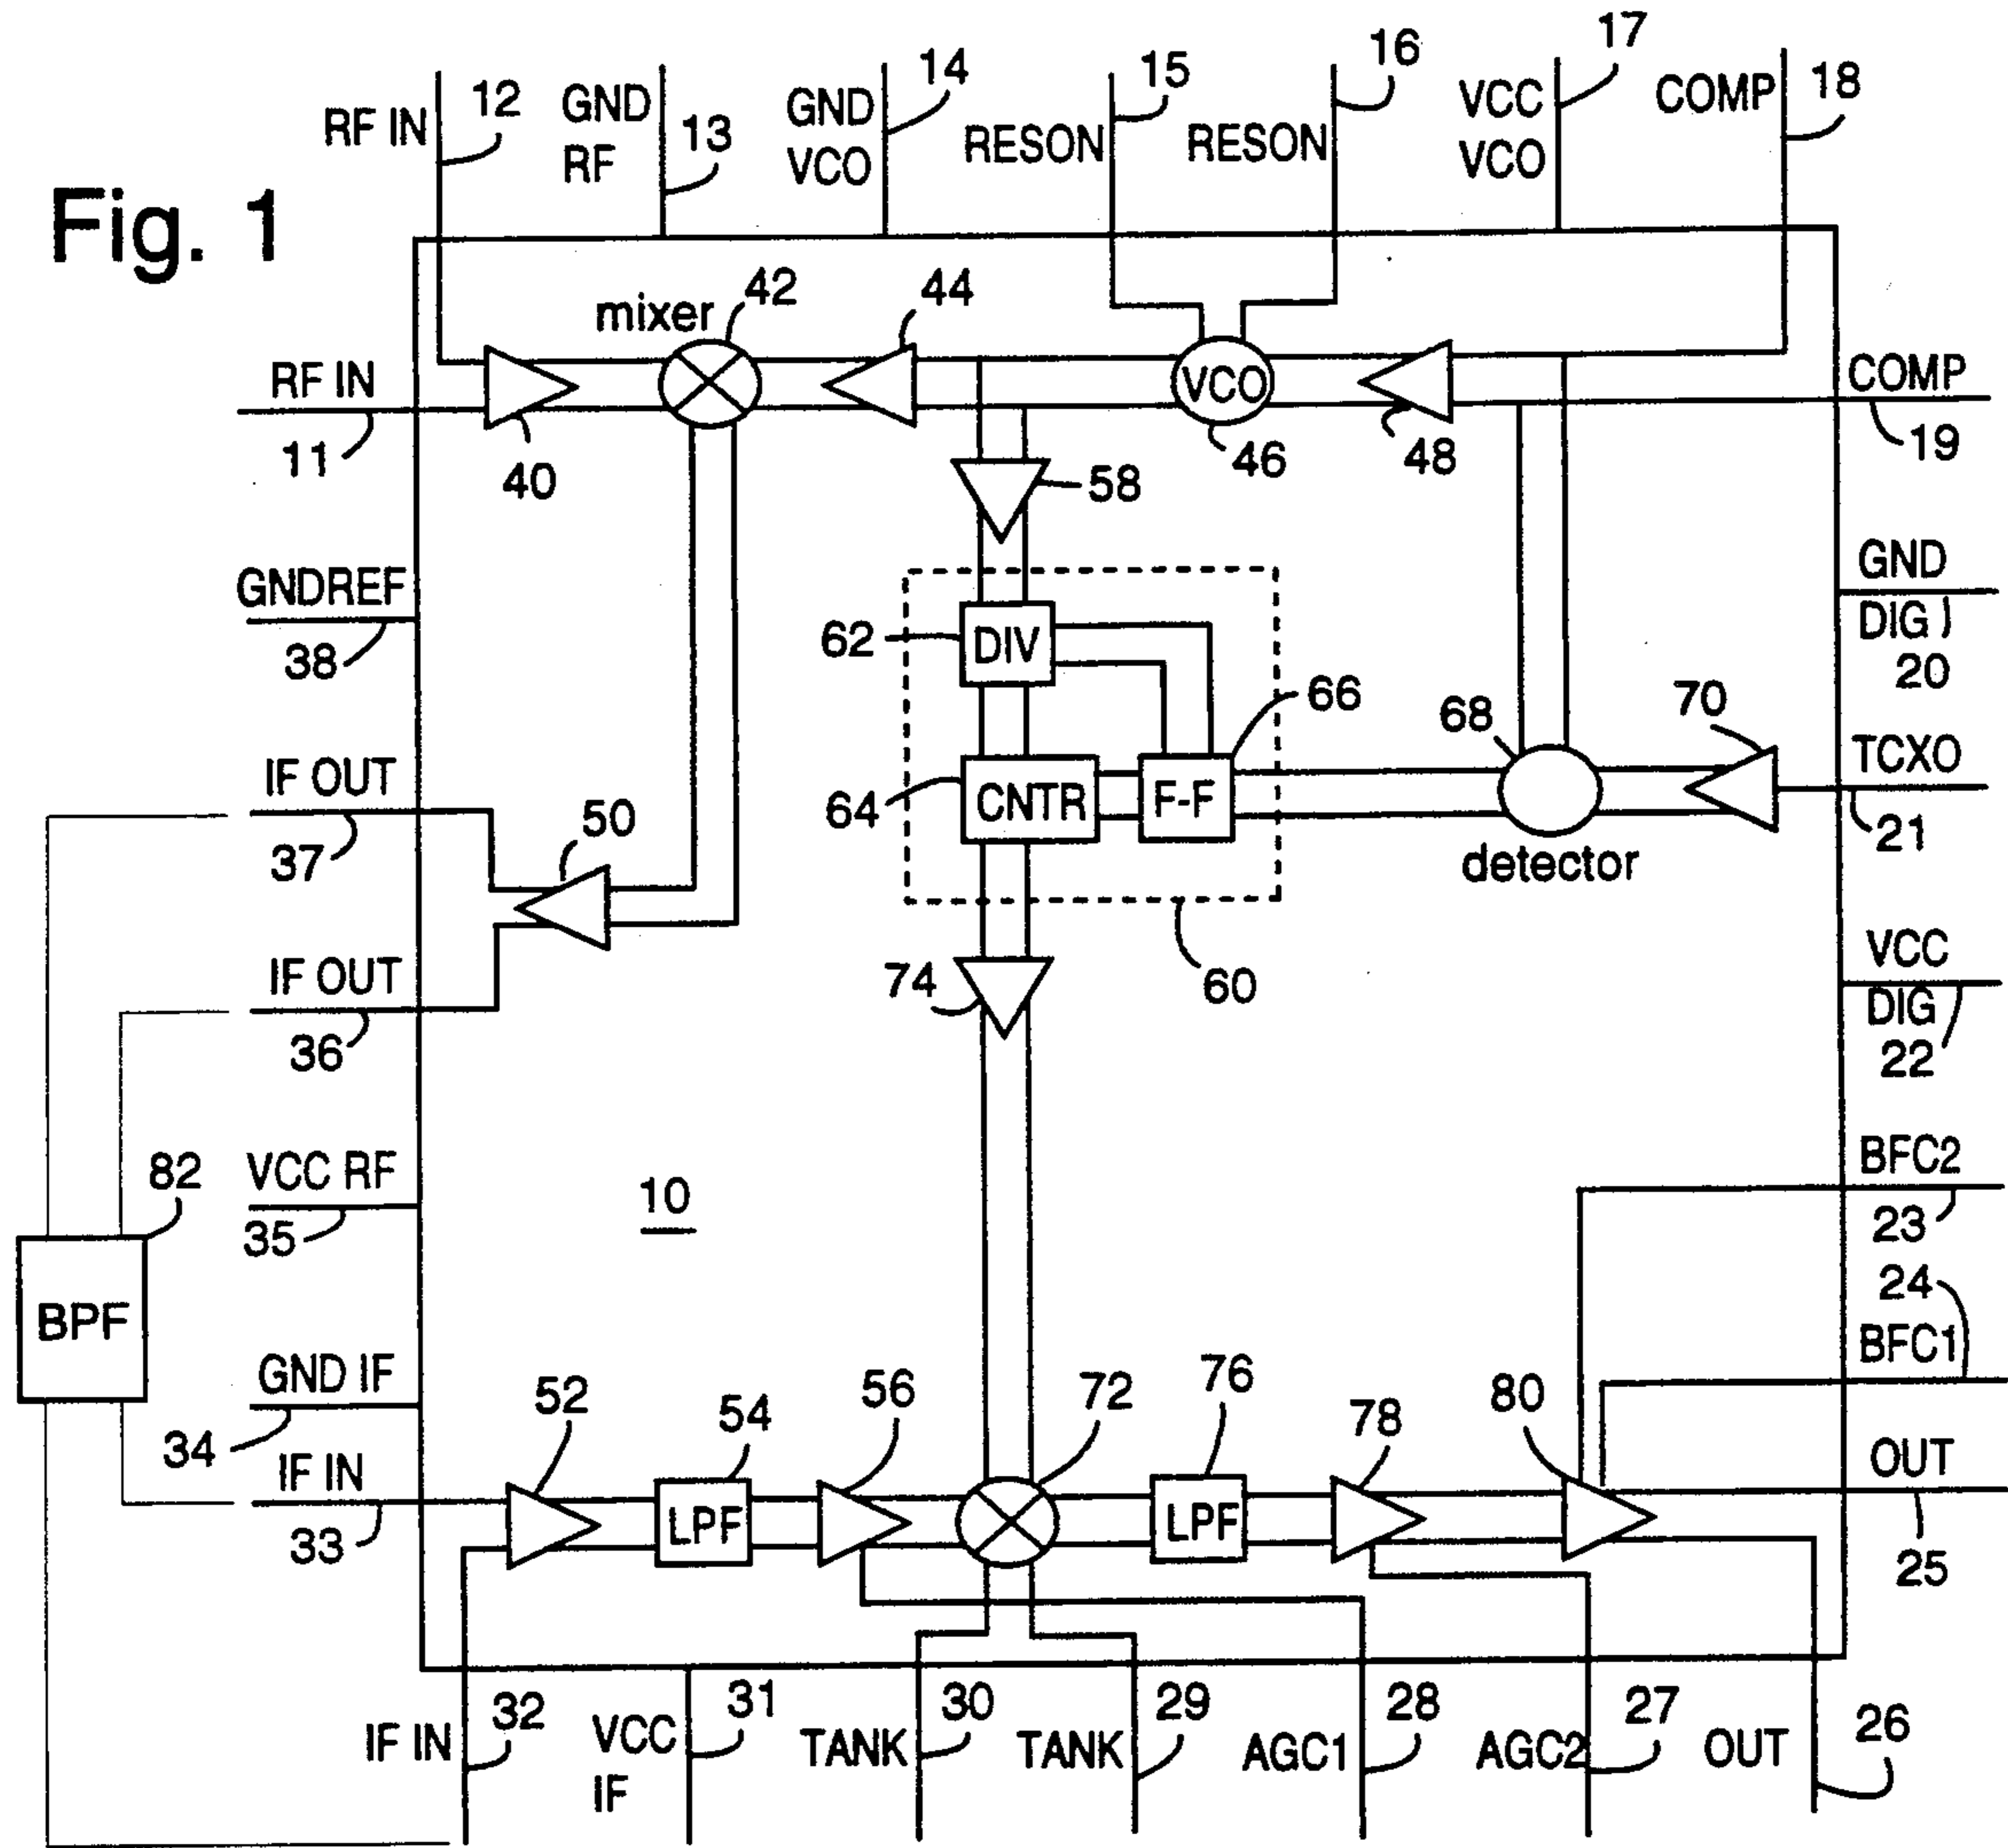 Fig. 1
RF IN
12
GND
RF
13
GND
VCO
14
RESON
15
RESON
16
VCC
VCO
17
COMP
18
mixer
42
44
RF IN
11
40
VCO
46
48
COMP
19
58
GNDREF
38
GND
DIG
20
62
DIV
66
68
70
TCXO
21
IF OUT
37
50
64
CNTR
F-F
detector
IF OUT
36
74
60
VCC
DIG
22
82
VCC RF
35
10
BFC2
23
24
BFC1
BPF
GND IF
34
52
54
56
72
76
78
80
OUT
25
IF IN
33
LPF
LPF
IF IN
32
VCC
IF
31
TANK
30
TANK
29
AGC1
28
AGC2
27
OUT
26